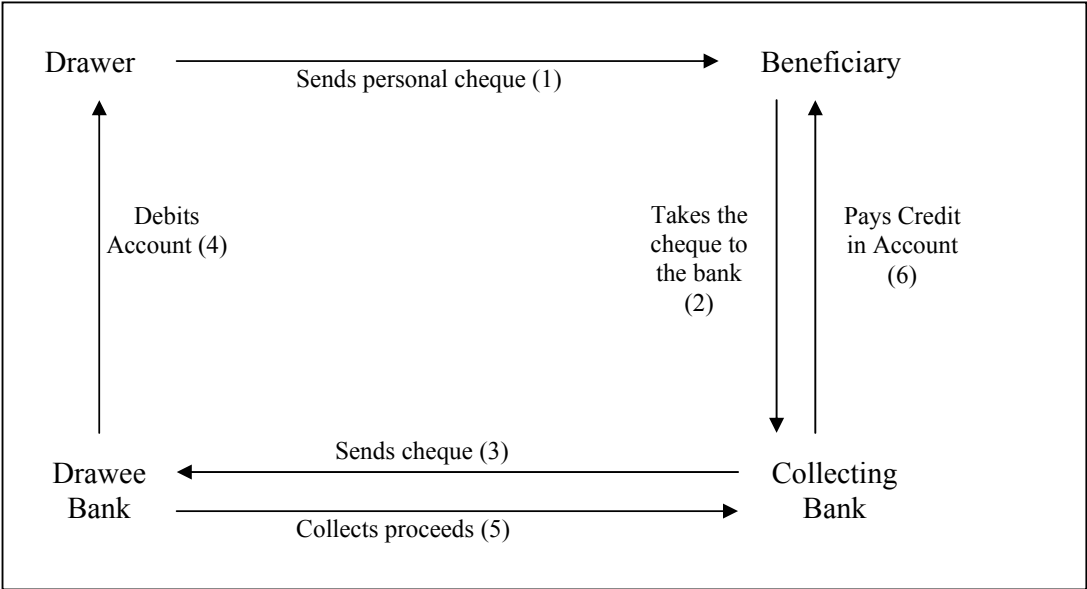 Drawer
Sends personal cheque (1)
Beneficiary
Debits
Account (4)
Takes the
cheque to
the bank
(2)
Pays Credit
in Account
(6)
Sends cheque (3)
Drawee
Bank
Collecting
Bank
Collects proceeds (5)